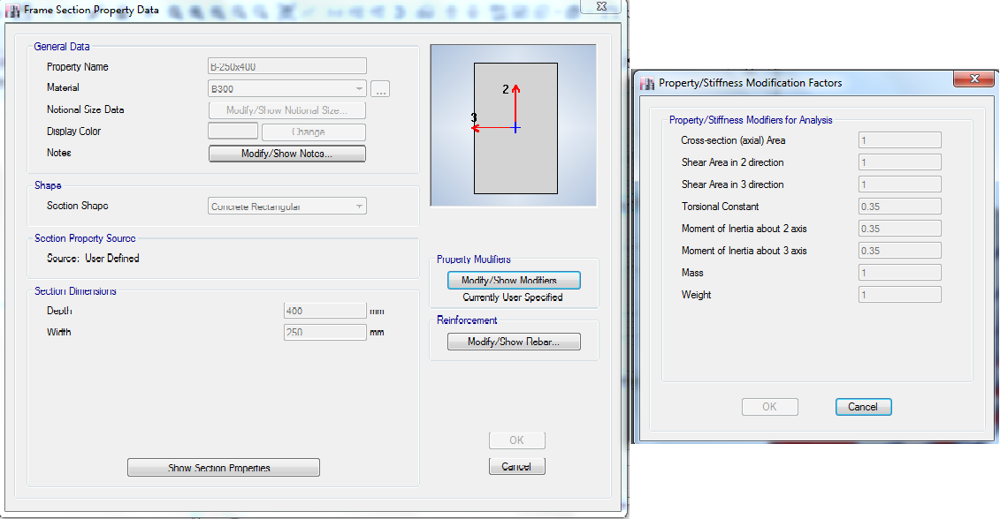 Frame Section Property Data
General Data
Property Name B-250x400
Material B300 ...
Notional Size Data Modify/Show Notional Size...
Display Color Change
Notes Modify/Show Notes...
Shape
Section Shape Concrete Rectangular
Section Property Source
Source: User Defined
Section Dimensions
Depth 400 mm
Width 250 mm
Show Section Properties
2
3
Property Modifiers
Modify/Show Modifiers
Currently User Specified
Reinforcement
Modify/Show Rebar...
OK
Cancel
Property/Stiffness Modification Factors
Property/Stiffness Modifiers for Analysis
Cross-section (axial) Area 1
Shear Area in 2 direction 1
Shear Area in 3 direction 1
Torsional Constant 0.35
Moment of Inertia about 2 axis 0.35
Moment of Inertia about 3 axis 0.35
Mass 1
Weight 1
OK Cancel